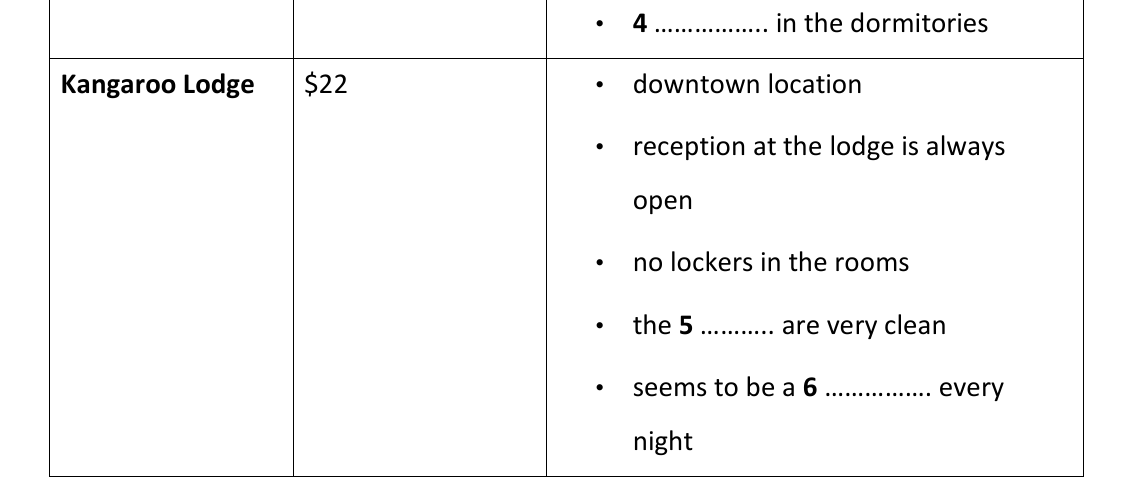 • 4 …………….. in the dormitories
Kangaroo Lodge $22 • downtown location
• reception at the lodge is always
open
• no lockers in the rooms
• the 5 ……….. are very clean
• seems to be a 6 ……………. every
night